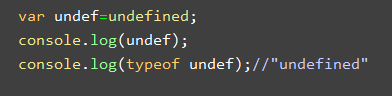 var undef=undefined;
console.log(undef);
console.log(typeof undef);//"undefined"